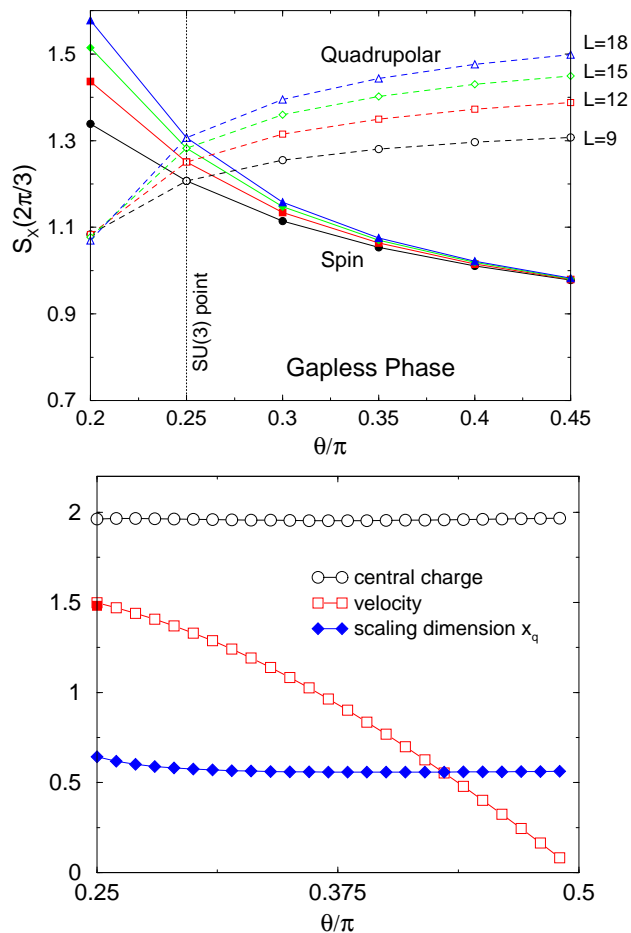 1.5
1.3
1.1
0.9
0.7
S_X(2π/3)
Quadrupolar
L=18
L=15
L=12
L=9
Spin
SU(3) point
Gapless Phase
0.2 0.25 0.3 0.35 0.4 0.45
θ/π
2
1.5
1
0.5
0
central charge
velocity
scaling dimension x_q
0.25 0.375 0.5
θ/π